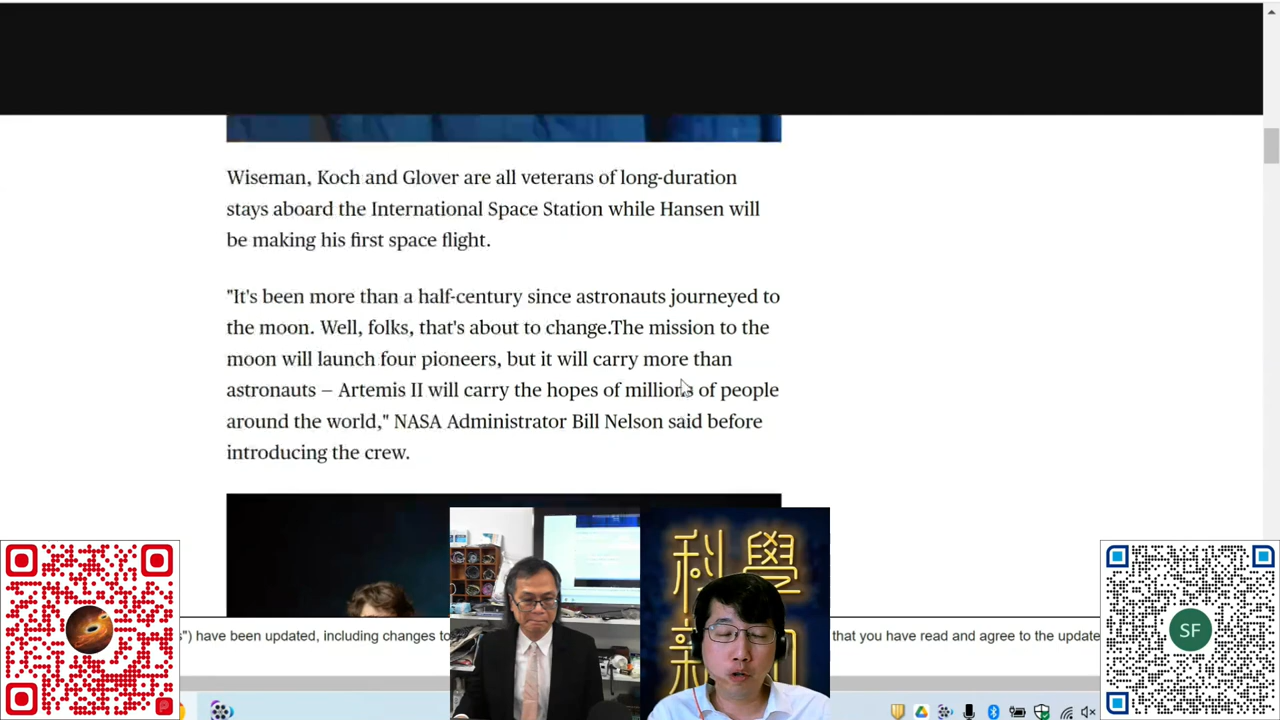 Wiseman, Koch and Glover are all veterans of long-duration
stays aboard the International Space Station while Hansen will
be making his first space flight.
"It's been more than a half-century since astronauts journeyed to
the moon. Well, folks, that's about to change.The mission to the
moon will launch four pioneers, but it will carry more than
astronauts – Artemis II will carry the hopes of millions of people
around the world," NASA Administrator Bill Nelson said before
introducing the crew.
科學
新
SF
s") have been updated, including changes to
that you have read and agree to the update